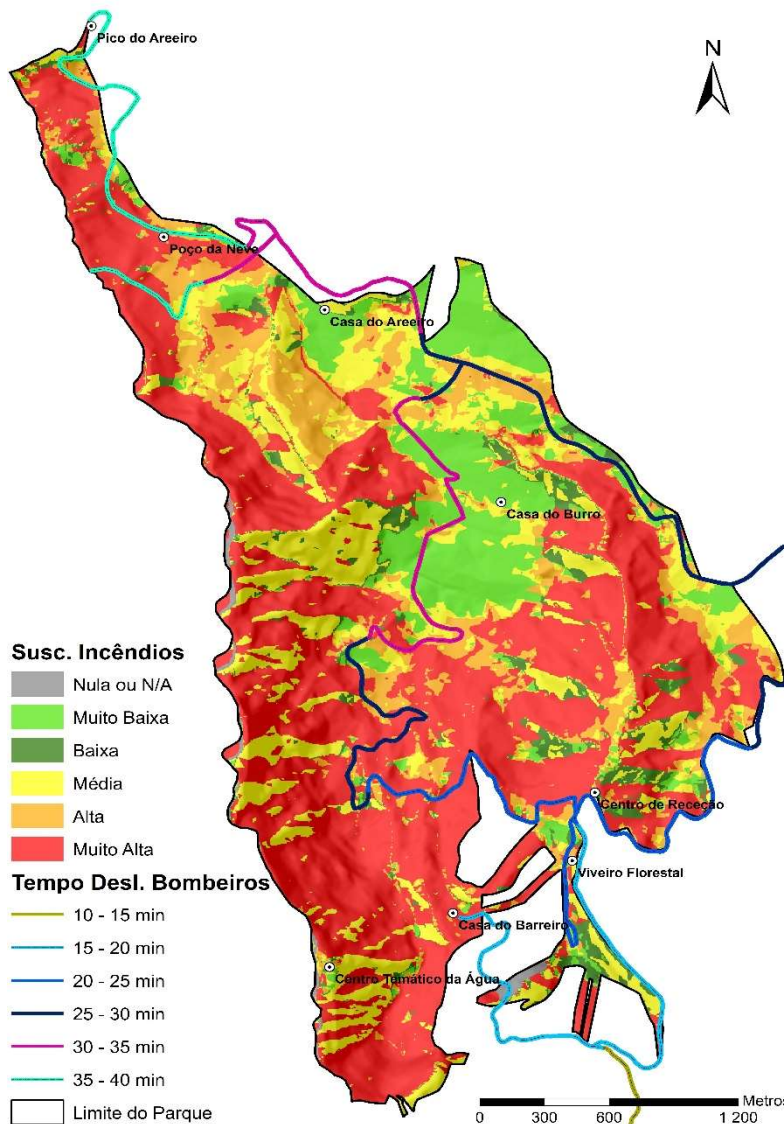 Pico do Areeiro
N
Poço da Neve
Casa do Areeiro
Casa do Burro
Susc. Incêndios
Nula ou N/A
Muito Baixa
Baixa
Média
Alta
Muito Alta
Centro de Receção
Viveiro Florestal
Casa do Barreiro
Centro Temático da Água
Tempo Desl. Bombeiros
10 - 15 min
15 - 20 min
20 - 25 min
25 - 30 min
30 - 35 min
35 - 40 min
Limite do Parque
Metros
0 300 600 1 200